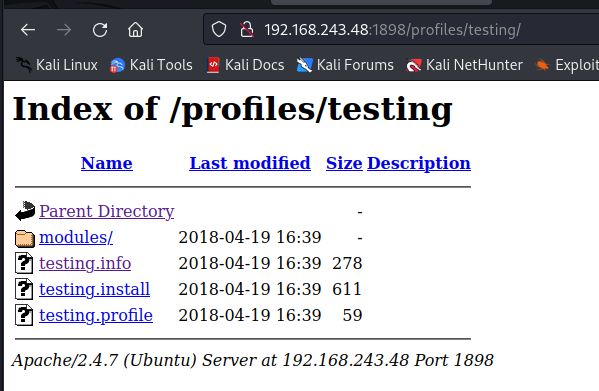 192.168.243.48:1898/profiles/testing/
Kali Linux Kali Tools Kali Docs Kali Forums Kali NetHunter Exploit
Index of /profiles/testing
Name Last modified Size Description
Parent Directory -
modules/ 2018-04-19 16:39 -
testing.info 2018-04-19 16:39 278
testing.install 2018-04-19 16:39 611
testing.profile 2018-04-19 16:39 59
Apache/2.4.7 (Ubuntu) Server at 192.168.243.48 Port 1898